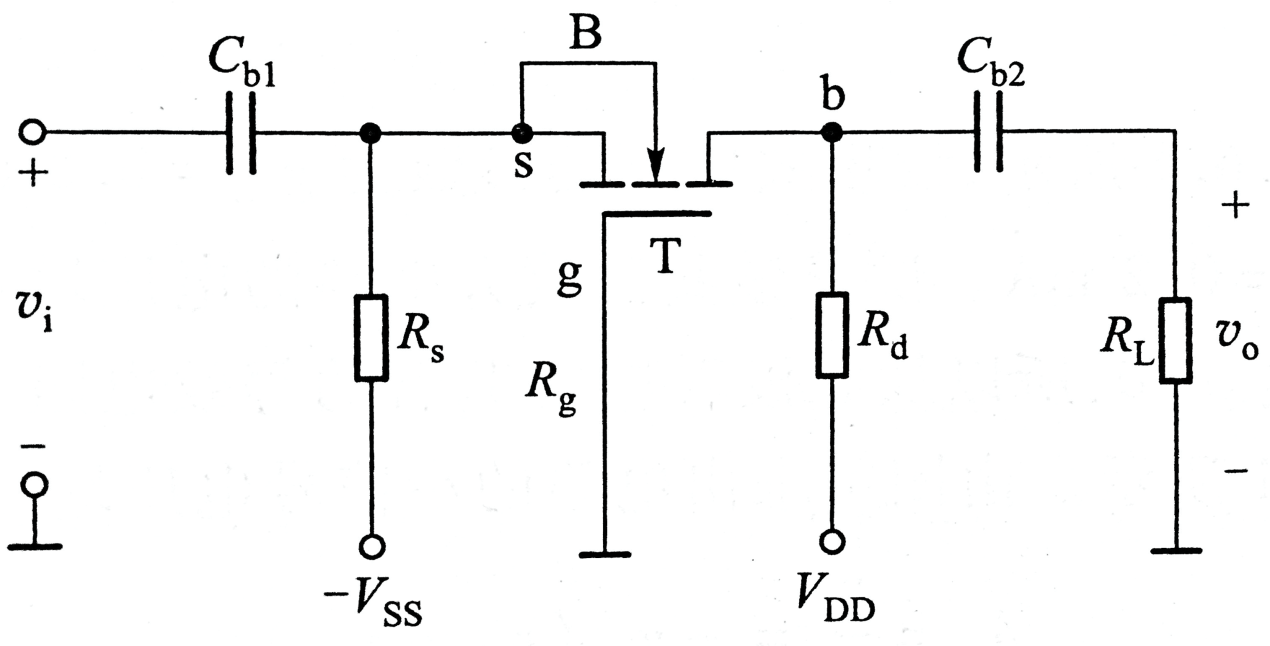 B
C_b1
b
C_b2
+
s
+
T
g
v_i
R_s
R_g
R_d
R_L
v_o
−
−
−V_SS
V_DD